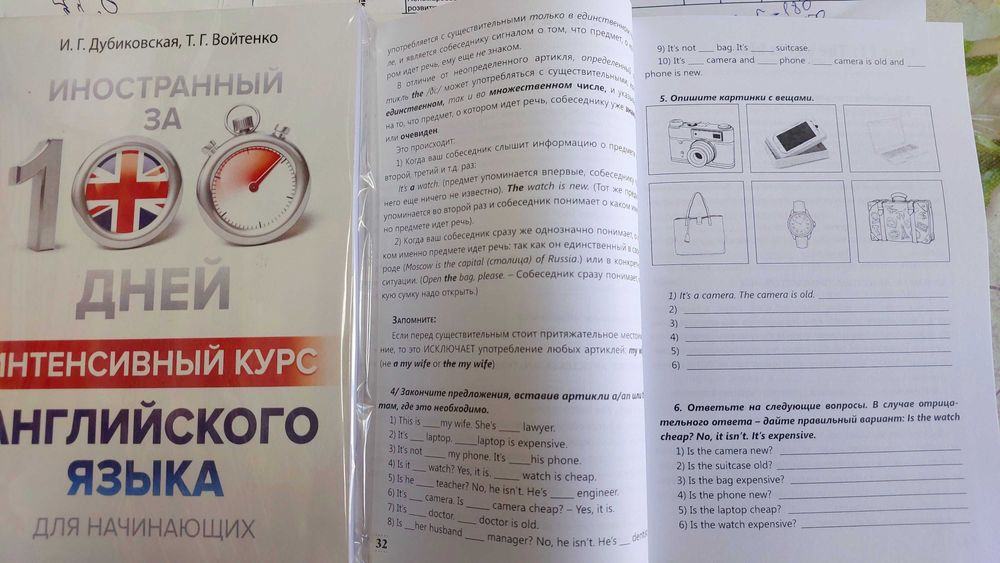 И. Г. Дубиковская, Т. Г. Войтенко
ИНОСТРАННЫЙ
ЗА
100
ДНЕЙ
ИНТЕНСИВНЫЙ КУРС
АНГЛИЙСКОГО
ЯЗЫКА
ДЛЯ НАЧИНАЮЩИХ
употребляется с существительными только в единственном
ле, и является собеседнику сигналом о том, что предмет, о
ром идет речь, ему еще не знаком.
В отличие от неопределенного артикля, определенный
тикль the /ðı:/ может употребляться с существительными
единственном, так и во множественном числе, и
на то, что предмет, о котором идет речь, собеседнику уже
или очевиден.
Это происходит:
1) Когда ваш собеседник слышит информацию о предмете
второй, третий и т.д. раз:
It's a watch. (предмет упоминается впервые, собеседнику
него еще ничего не известно). The watch is new. (Тот же
упоминается во второй раз и собеседник понимает о каком
но предмете идет речь).
2) Когда ваш собеседник сразу же однозначно понимает, о
ком именно предмете идет речь: так как он единственный в
роде (Moscow is the capital (столица) of Russia.) или в
ситуации. (Open the bag, please. – Собеседник сразу понимает,
кую сумку надо открыть.)
ЗАПОМНИТЕ:
Если перед существительным стоит притяжательное
ние, то это ИСКЛЮЧАЕТ употребление любых артиклей: my
(не a my wife or the my wife)
4/ Закончите предложения, вставив артикли a/an
там, где это необходимо.
1) This is ____my wife. She's ____ lawyer.
2) It's ___ laptop. ____laptop is expensive.
3) It's not ____ my phone. It's ____his phone.
4) Is it ___ watch? Yes, it is. ____ watch is cheap.
5) Is he ____ teacher? No, he isn't. He's ____ engineer.
6) It's ___ camera. Is ____ camera cheap? – Yes, it is.
7) It's ____ doctor. ____ doctor is old.
8) Is ___her husband ____ manager? No, he isn't. He's ___
32
9) It's not ___ bag. It's ____ suitcase.
10) It's ___ camera and ____ phone . ____ camera is old and ___
phone is new.
5. Опишите картинки с вещами.
1) It's a camera. The camera is old. ____
2) ____
3) ____
4) ____
5) ____
6) ____
6. Ответьте на следующие вопросы. В случае отрица-
тельного ответа – дайте правильный вариант: Is the watch
cheap? No, it isn't. It's expensive.
1) Is the camera new? ____
2) Is the suitcase old? ____
3) Is the bag expensive? ____
4) Is the phone new? ____
5) Is the laptop cheap? ____
6) Is the watch expensive? ____